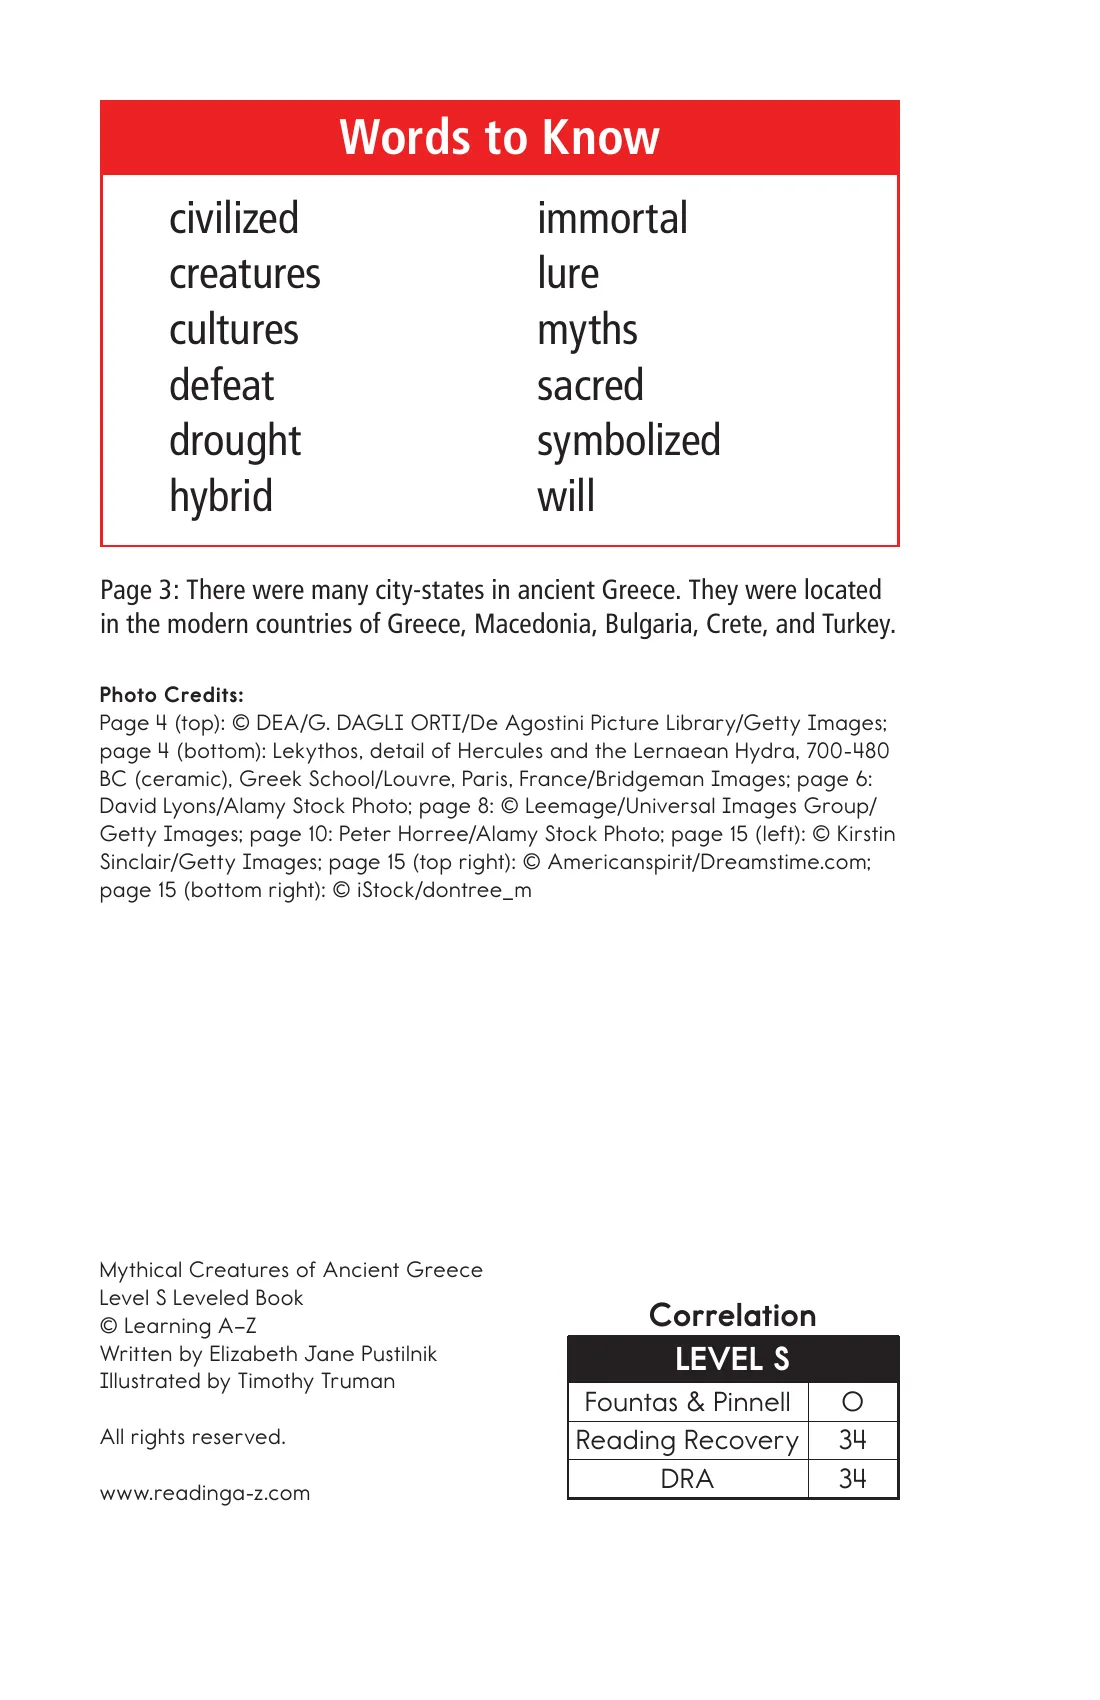 Words to Know
civilized
creatures
cultures
defeat
drought
hybrid
immortal
lure
myths
sacred
symbolized
will
Page 3: There were many city-states in ancient Greece. They were located
in the modern countries of Greece, Macedonia, Bulgaria, Crete, and Turkey.
Photo Credits:
Page 4 (top): © DEA/G. DAGLI ORTI/De Agostini Picture Library/Getty Images;
page 4 (bottom): Lekythos, detail of Hercules and the Lernaean Hydra, 700-480
BC (ceramic), Greek School/Louvre, Paris, France/Bridgeman Images; page 6:
David Lyons/Alamy Stock Photo; page 8: © Leemage/Universal Images Group/
Getty Images; page 10: Peter Horree/Alamy Stock Photo; page 15 (left): © Kirstin
Sinclair/Getty Images; page 15 (top right): © Americanspirit/Dreamstime.com;
page 15 (bottom right): © iStock/dontree_m
Mythical Creatures of Ancient Greece
Level S Leveled Book
© Learning A–Z
Written by Elizabeth Jane Pustilnik
Illustrated by Timothy Truman
All rights reserved.
www.readinga-z.com
Correlation
LEVEL S
Fountas & Pinnell O
Reading Recovery 34
DRA 34